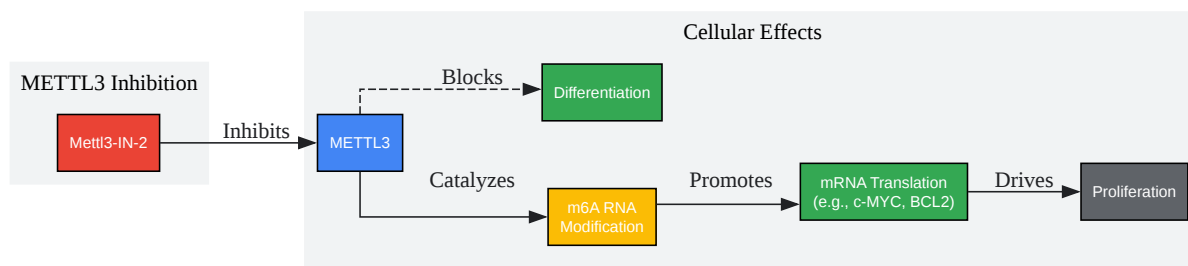 Cellular Effects
METTL3 Inhibition
Blocks
Differentiation
Mettl3-IN-2
Inhibits
METTL3
Catalyzes
m6A RNA
Modification
Promotes
mRNA Translation
(e.g., c-MYC, BCL2)
Drives
Proliferation